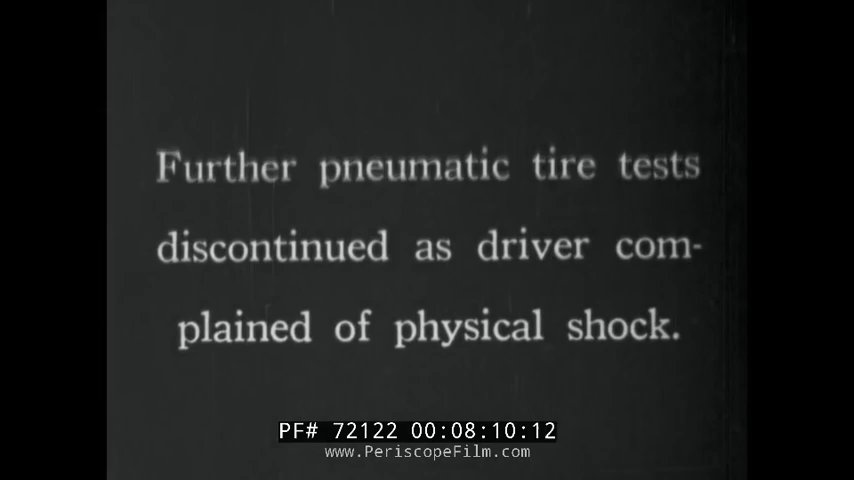 Further pneumatic tire tests
discontinued as driver com-
plained of physical shock.
PF# 72122 00:08:10:12
www.PeriscopeFilm.com